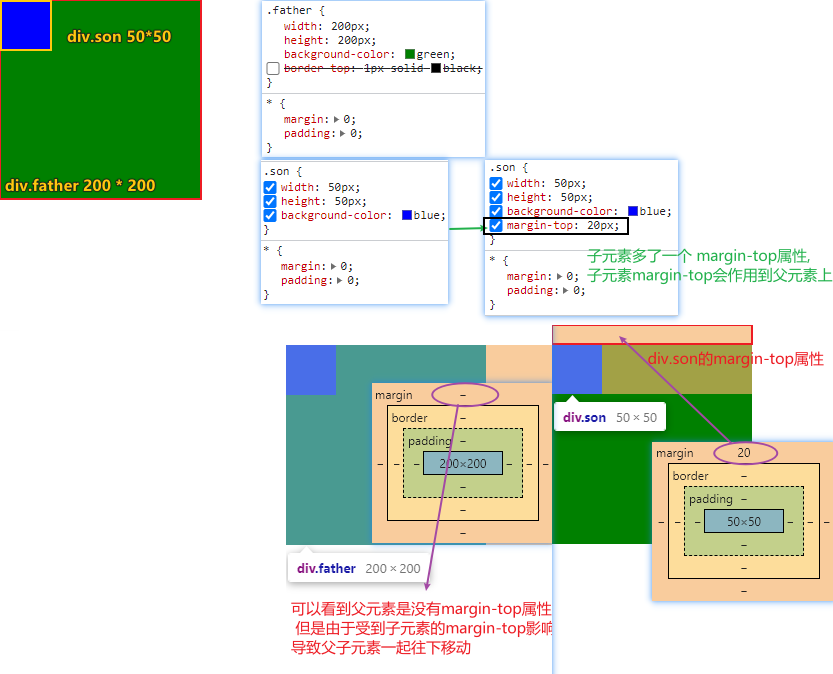 div.son 50*50
div.father 200 * 200
.father {
width: 200px;
height: 200px;
background-color: green;
border-top: 1px solid black;
}
* {
margin: 0;
padding: 0;
}
.son {
width: 50px;
height: 50px;
background-color: blue;
}
* {
margin: 0;
padding: 0;
}
.son {
width: 50px;
height: 50px;
background-color: blue;
margin-top: 20px;
}
* {
margin: 0;
padding: 0;
}
子元素多了一个 margin-top属性,
子元素margin-top会作用到父元素上
div.son的margin-top属性
margin –
border –
padding –
– – – 200×200 – – –
–
–
–
div.father 200 × 200
div.son 50 × 50
margin 20
border –
padding –
– – – 50×50 – – –
–
–
–
可以看到父元素是没有margin-top属性
但是由于受到子元素的margin-top影响
导致父子元素一起往下移动